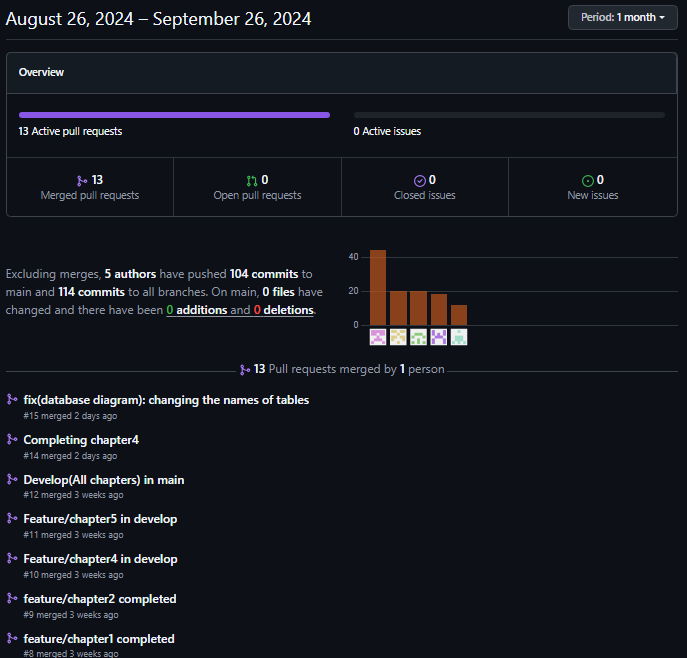 August 26, 2024 – September 26, 2024
Period: 1 month
Overview
13 Active pull requests
0 Active issues
13
Merged pull requests
0
Open pull requests
0
Closed issues
0
New issues
Excluding merges, 5 authors have pushed 104 commits to
main and 114 commits to all branches. On main, 0 files have
changed and there have been 0 additions and 0 deletions.
40
20
0
13 Pull requests merged by 1 person
fix(database diagram): changing the names of tables
#15 merged 2 days ago
Completing chapter4
#14 merged 2 days ago
Develop(All chapters) in main
#12 merged 3 weeks ago
Feature/chapter5 in develop
#11 merged 3 weeks ago
Feature/chapter4 in develop
#10 merged 3 weeks ago
feature/chapter2 completed
#9 merged 3 weeks ago
feature/chapter1 completed
#8 merged 3 weeks ago